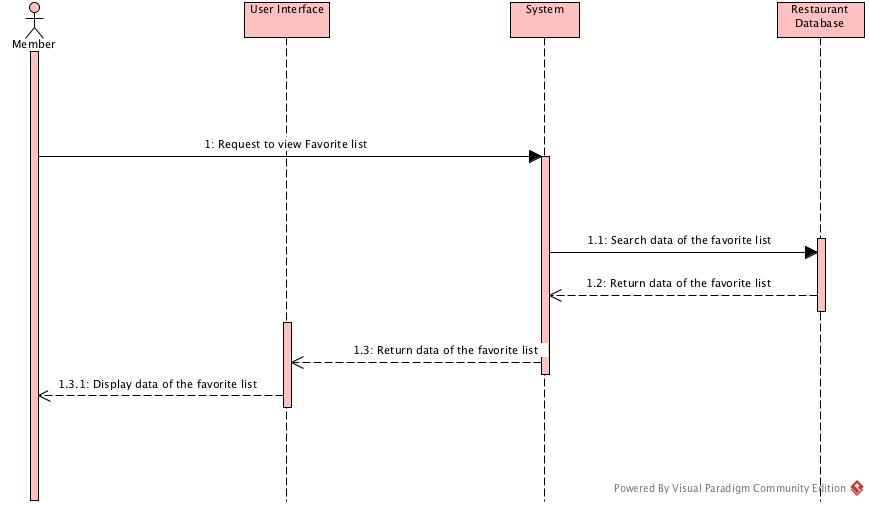 Member
User Interface
System
Restaurant
Database
1: Request to view Favorite list
1.1: Search data of the favorite list
1.2: Return data of the favorite list
1.3: Return data of the favorite list
1.3.1: Display data of the favorite list
Powered By Visual Paradigm Community Edition